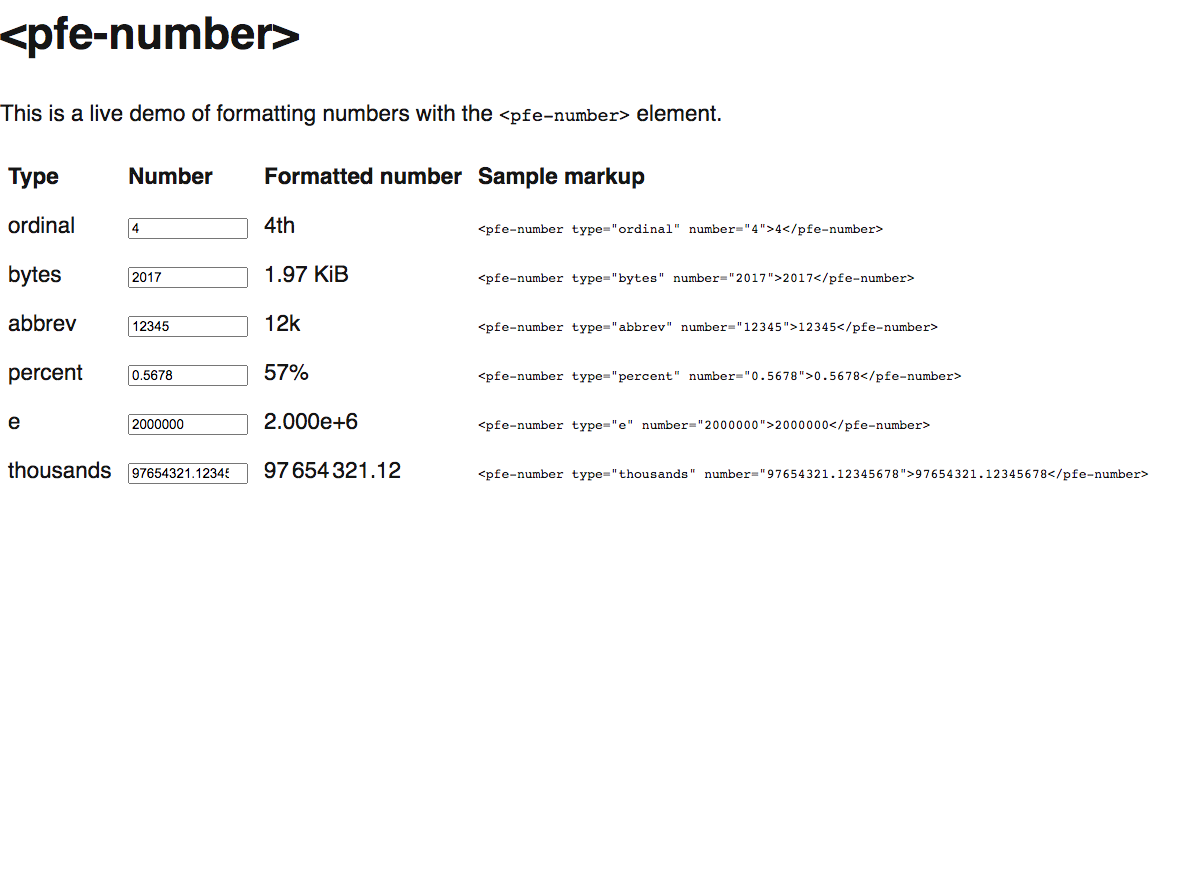 <pfe-number>
This is a live demo of formatting numbers with the <pfe-number> element.
Type Number Formatted number Sample markup
ordinal 4 4th <pfe-number type="ordinal" number="4">4</pfe-number>
bytes 2017 1.97 KiB <pfe-number type="bytes" number="2017">2017</pfe-number>
abbrev 12345 12k <pfe-number type="abbrev" number="12345">12345</pfe-number>
percent 0.5678 57% <pfe-number type="percent" number="0.5678">0.5678</pfe-number>
e 2000000 2.000e+6 <pfe-number type="e" number="2000000">2000000</pfe-number>
thousands 97654321.12345 97 654 321.12 <pfe-number type="thousands" number="97654321.12345678">97654321.12345678</pfe-number>